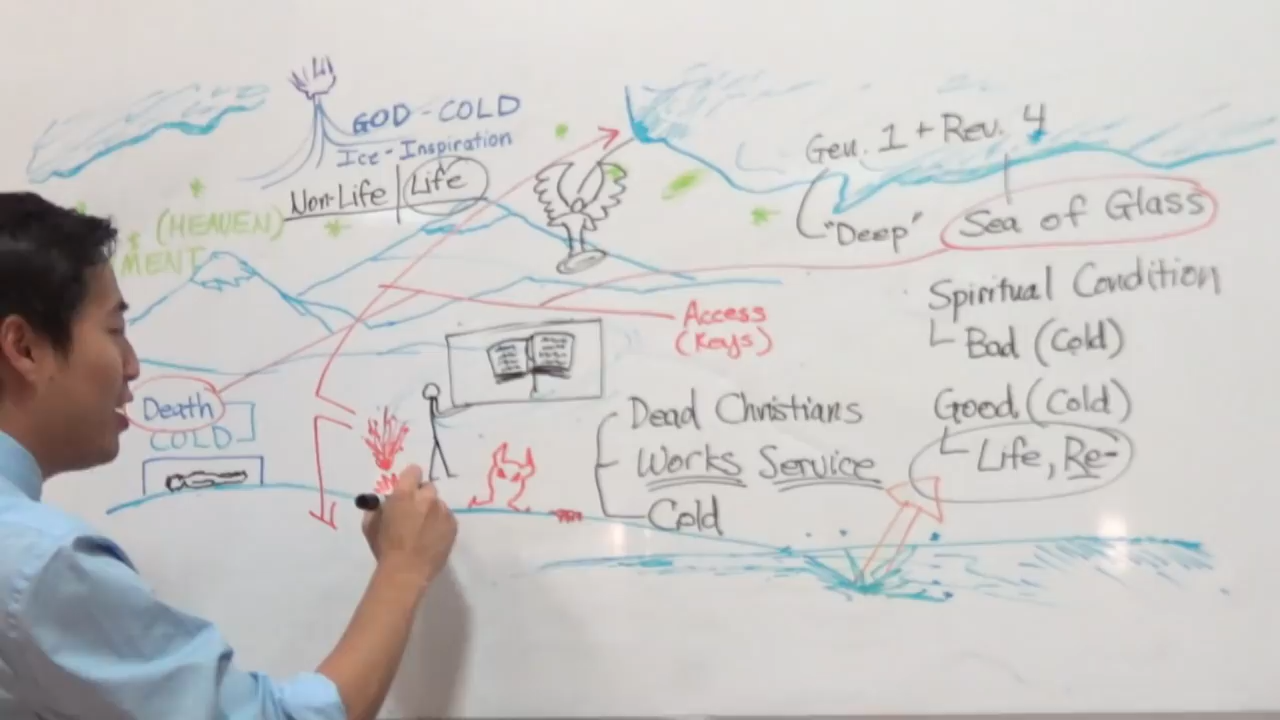 GOD - COLD
Ice - Inspiration
Non-Life | Life
(HEAVEN)
MENT
Gen. 1 + Rev. 4
"Deep"
Sea of Glass
Access
(Keys)
Spiritual Condition
Bad (Cold)
Good (Cold)
Life, Re-
Death
COLD
Dead Christians
Works Service
Cold